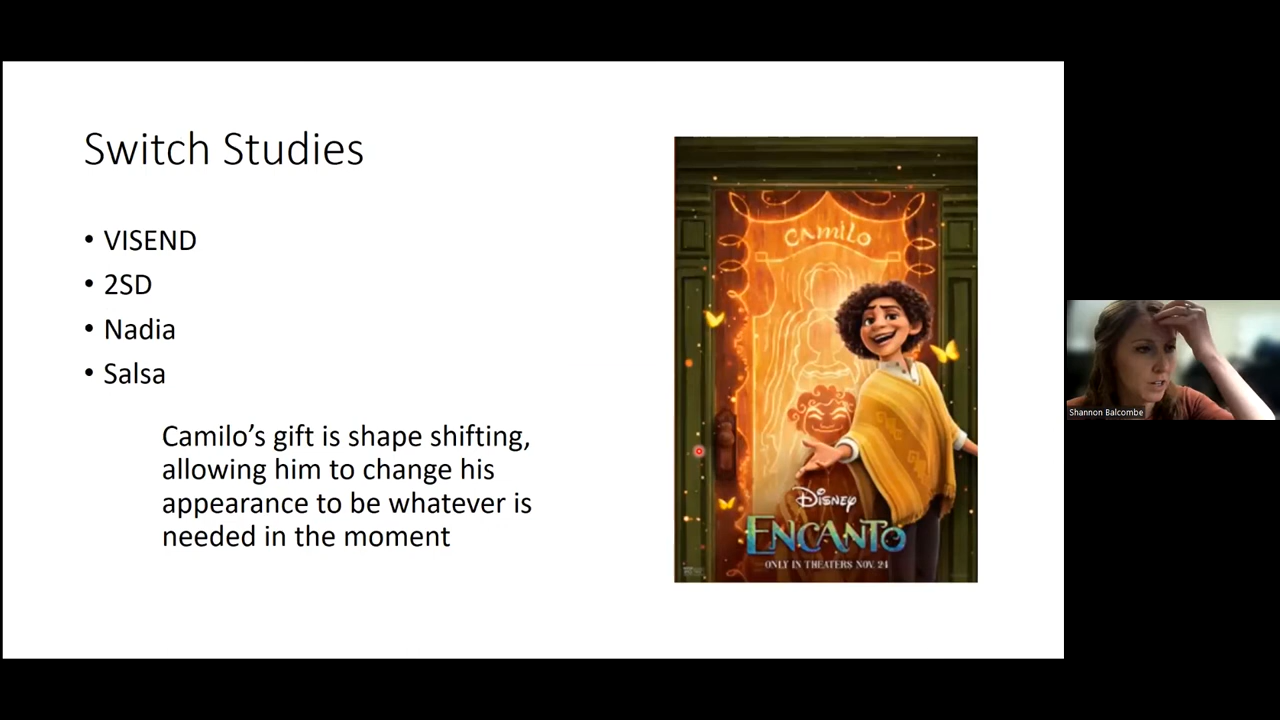 Switch Studies
• VISEND
• 2SD
• Nadia
• Salsa
Camilo’s gift is shape shifting,
allowing him to change his
appearance to be whatever is
needed in the moment
CAMILO
DISNEY
ENCANTO
ONLY IN THEATERS NOV. 24
Shannon Balcombe